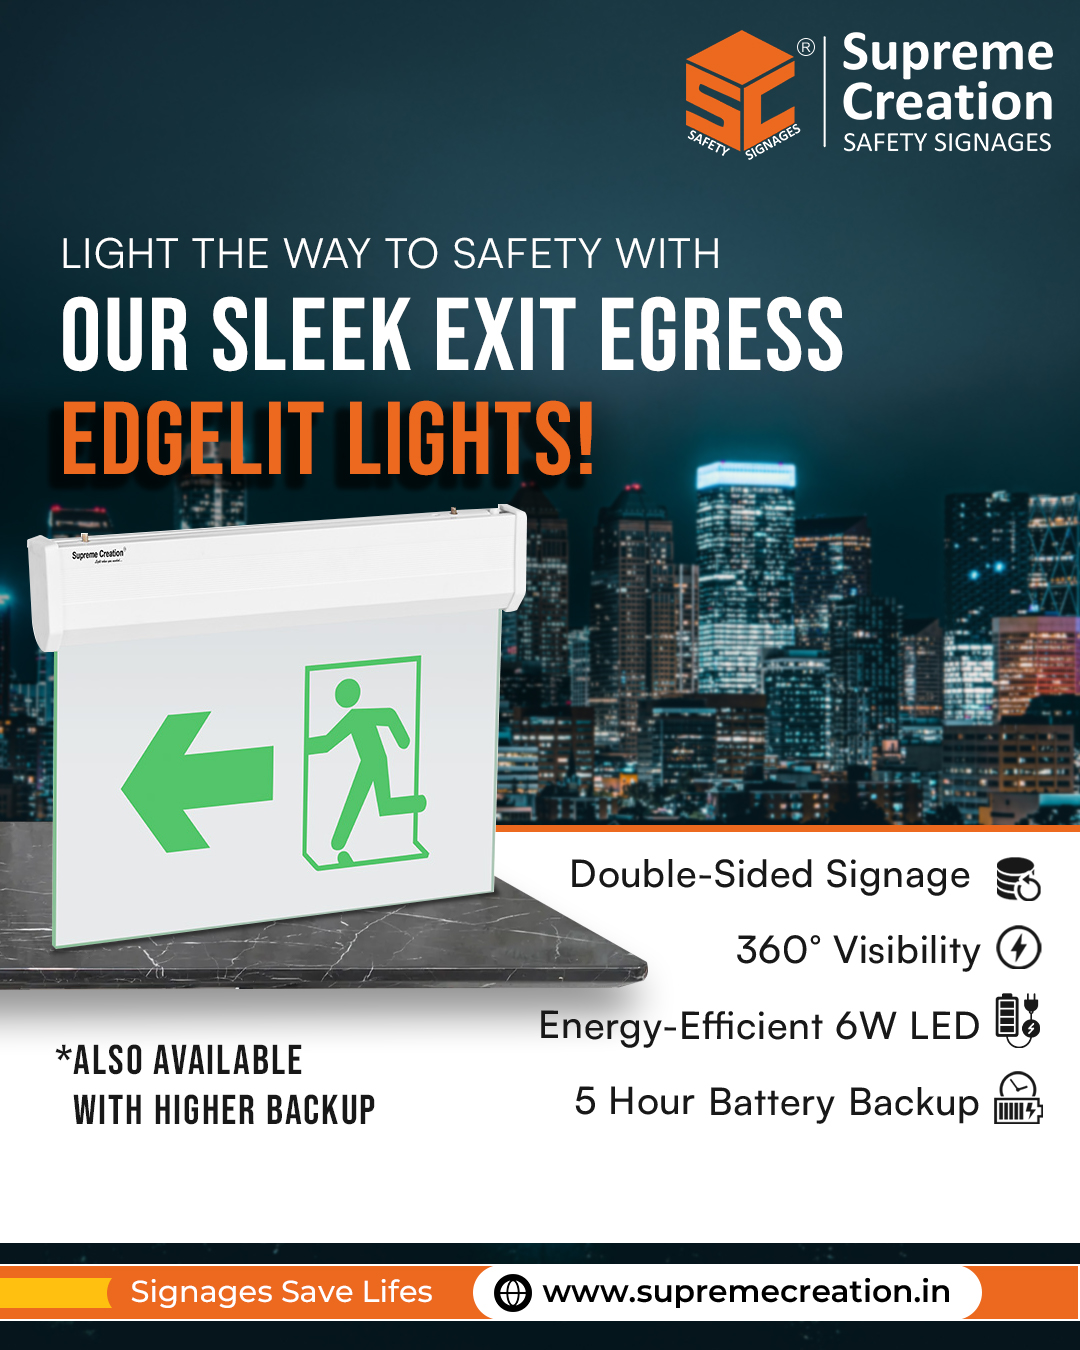 SC
®
SAFETY SIGNAGES
Supreme
Creation
SAFETY SIGNAGES
LIGHT THE WAY TO SAFETY WITH
OUR SLEEK EXIT EGRESS
EDGELIT LIGHTS!
Supreme Creation®
Double-Sided Signage
360° Visibility
Energy-Efficient 6W LED
5 Hour Battery Backup
*ALSO AVAILABLE
WITH HIGHER BACKUP
Signages Save Lifes
www.supremecreation.in